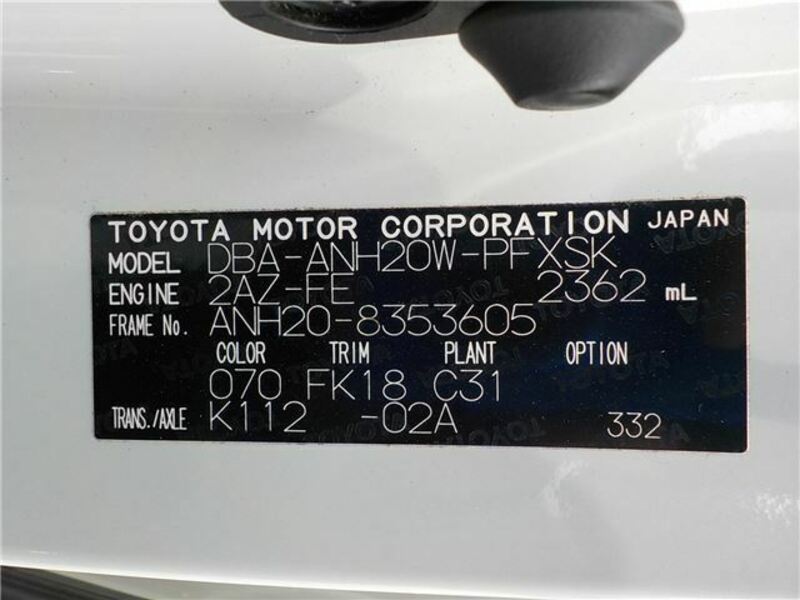 TOYOTA MOTOR CORPORATION JAPAN
MODEL DBA-ANH20W-PFXSK
ENGINE 2AZ-FE 2362 mL
FRAME No. ANH20-8353605
COLOR TRIM PLANT OPTION
070 FK18 C31
TRANS./AXLE K112 -02A 332